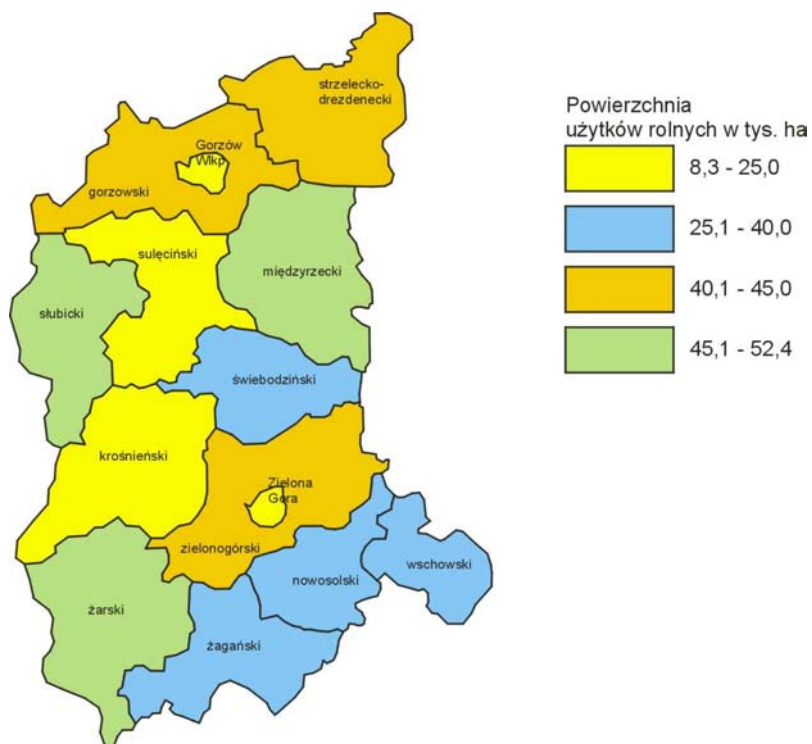 strzelecko-
drezdenecki
Gorzów
Wlkp
gorzowski
sulęciński
międzyrzecki
słubicki
świebodziński
krośnieński
Zielona
Góra
zielonogórski
wschowski
nowosolski
żarski
żagański
Powierzchnia
użytków rolnych w tys. ha
8,3 - 25,0
25,1 - 40,0
40,1 - 45,0
45,1 - 52,4